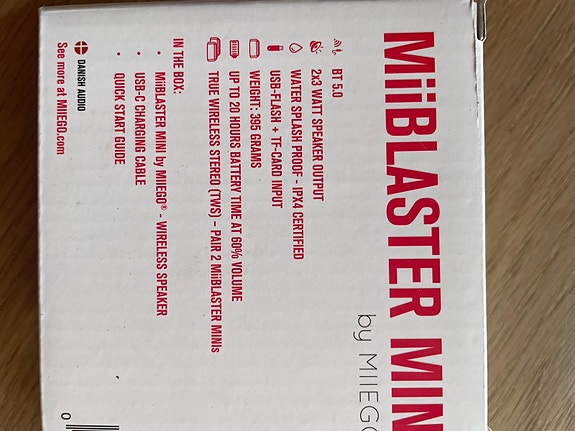 MiiBLASTER MIN
by MIIEGO
BT 5.0
2x3 WATT SPEAKER OUTPUT
WATER SPLASH PROOF - IPX4 CERTIFIED
USB-FLASH + TF-CARD INPUT
WEIGHT: 395 GRAMS
UP TO 20 HOURS BATTERY TIME AT 60% VOLUME
TRUE WIRELESS STEREO (TWS) – PAIR 2 MiiBLASTER MINIs
IN THE BOX:
• MiiBLASTER MINI by MIIEGO® - WIRELESS SPEAKER
• USB-C CHARGING CABLE
• QUICK START GUIDE
DANISH AUDIO
See more at MIIEGO.com
0